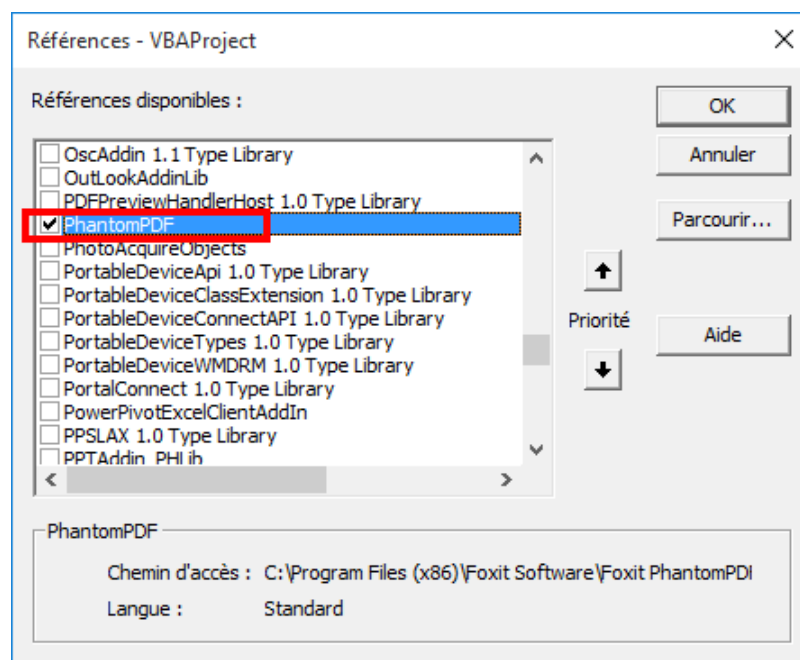 Références - VBAProject
Références disponibles :
OK
Annuler
Parcourir...
Priorité
Aide
OscAddin 1.1 Type Library
OutLookAddinLib
PDFPreviewHandlerHost 1.0 Type Library
PhantomPDF
PhotoAcquireObjects
PortableDeviceApi 1.0 Type Library
PortableDeviceClassExtension 1.0 Type Library
PortableDeviceConnectAPI 1.0 Type Library
PortableDeviceTypes 1.0 Type Library
PortableDeviceWMDRM 1.0 Type Library
PortalConnect 1.0 Type Library
PowerPivotExcelClientAddIn
PPSLAX 1.0 Type Library
PPTAddin_PHLib
PhantomPDF
Chemin d'accès : C:\Program Files (x86)\Foxit Software\Foxit PhantomPDI
Langue : Standard